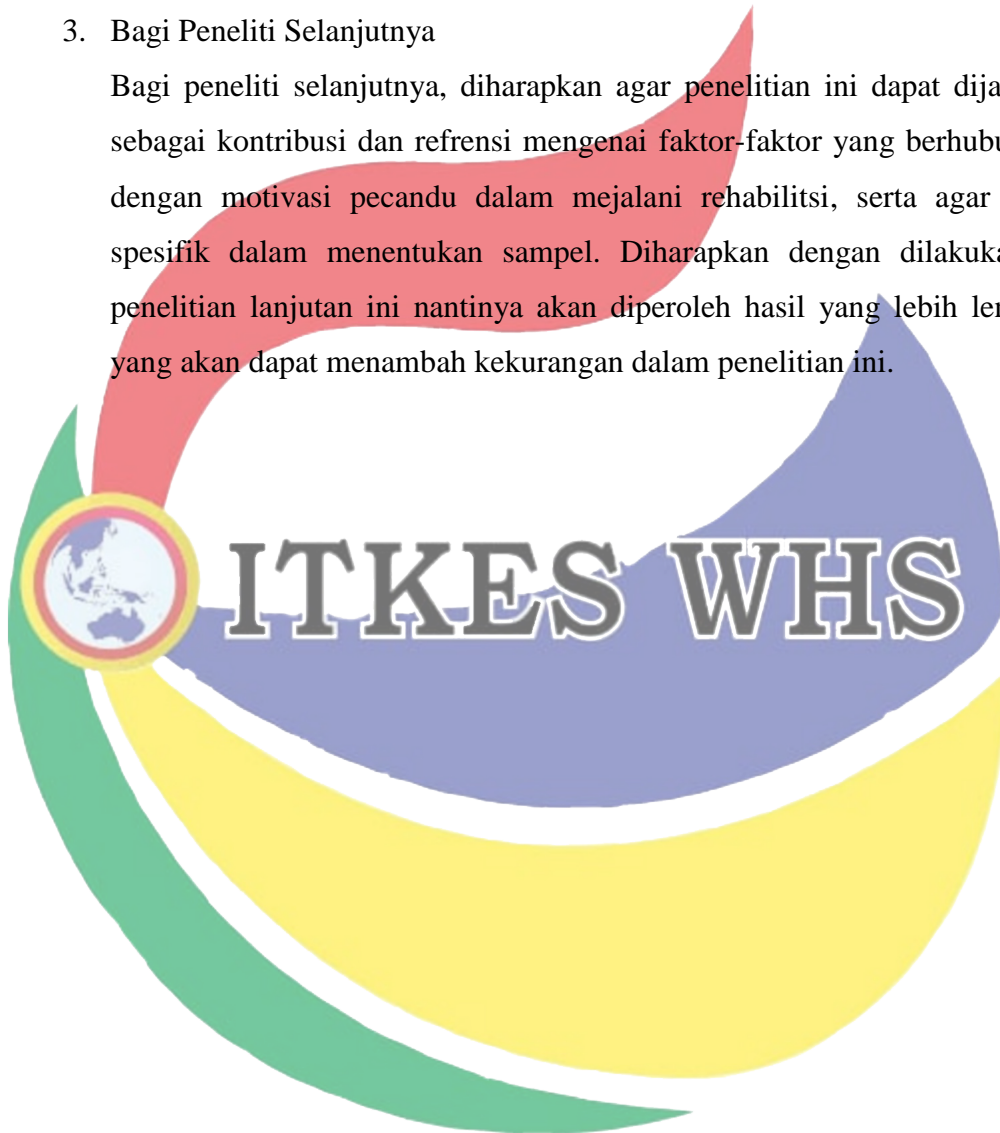 3. Bagi Peneliti Selanjutnya
Bagi peneliti selanjutnya, diharapkan agar penelitian ini dapat dija
sebagai kontribusi dan refrensi mengenai faktor-faktor yang berhubu
dengan motivasi pecandu dalam mejalani rehabilitsi, serta agar
spesifik dalam menentukan sampel. Diharapkan dengan dilakuka
penelitian lanjutan ini nantinya akan diperoleh hasil yang lebih ler
yang akan dapat menambah kekurangan dalam penelitian ini.
ITKES WHS